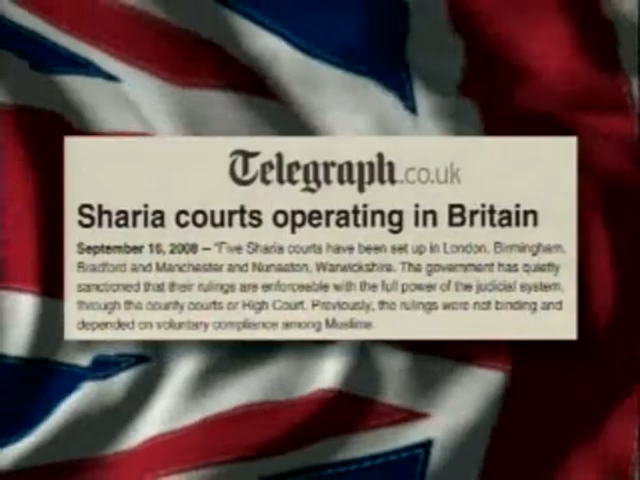 Telegraph.co.uk
Sharia courts operating in Britain
September 16, 2008 – "Five Sharia courts have been set up in London, Birmingham,
Bradford and Manchester and Nuneaton, Warwickshire. The government has quietly
sanctioned that their rulings are enforceable with the full power of the judicial system,
through the county courts or High Court. Previously, the rulings were not binding and
depended on voluntary compliance among Muslims.